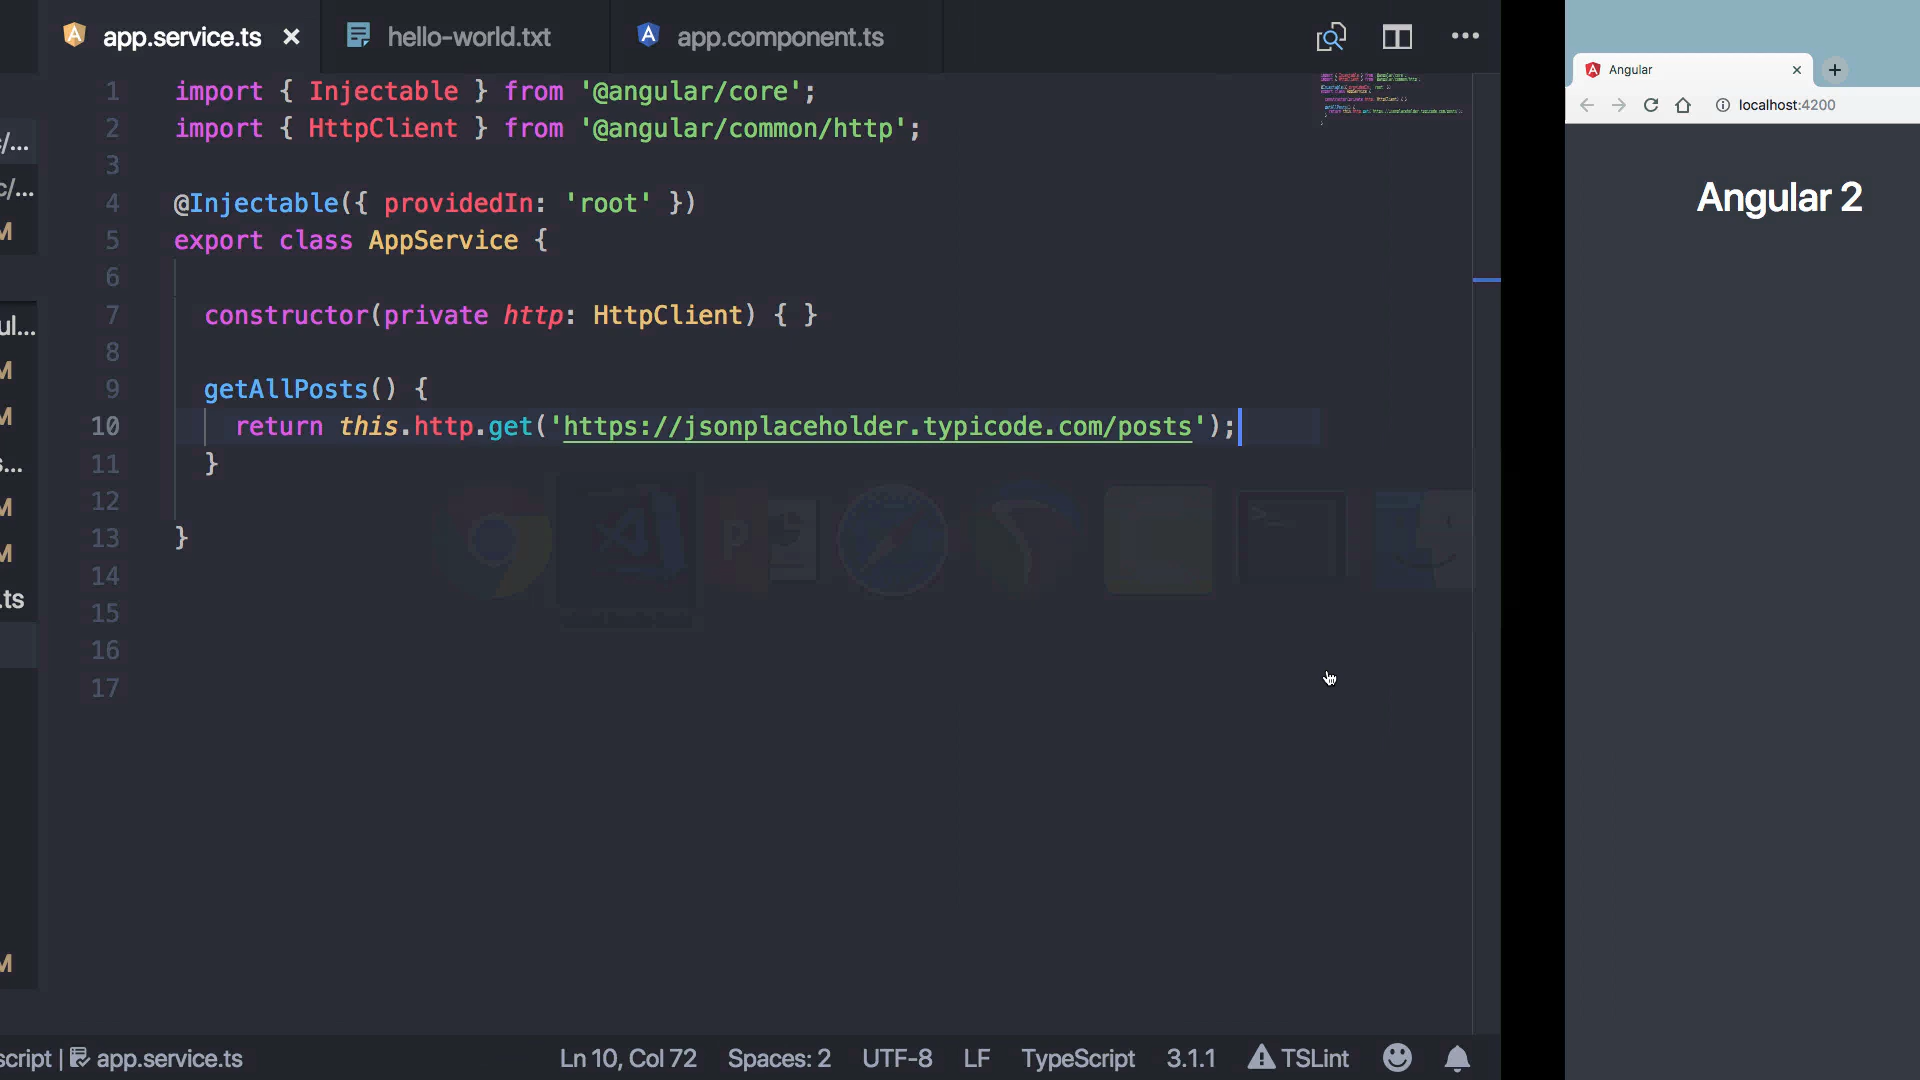 app.service.ts
hello-world.txt
app.component.ts
1 import { Injectable } from '@angular/core';
2 import { HttpClient } from '@angular/common/http';
3
4 @Injectable({ providedIn: 'root' })
5 export class AppService {
6
7 constructor(private http: HttpClient) { }
8
9 getAllPosts() {
10 return this.http.get('https://jsonplaceholder.typicode.com/posts');
11 }
12
13 }
14
15
16
17
/...
c/...
M
ul...
M
M
s...
M
M
.ts
M
script | app.service.ts
Ln 10, Col 72
Spaces: 2
UTF-8
LF
TypeScript
3.1.1
TSLint
Angular
localhost:4200
Angular 2